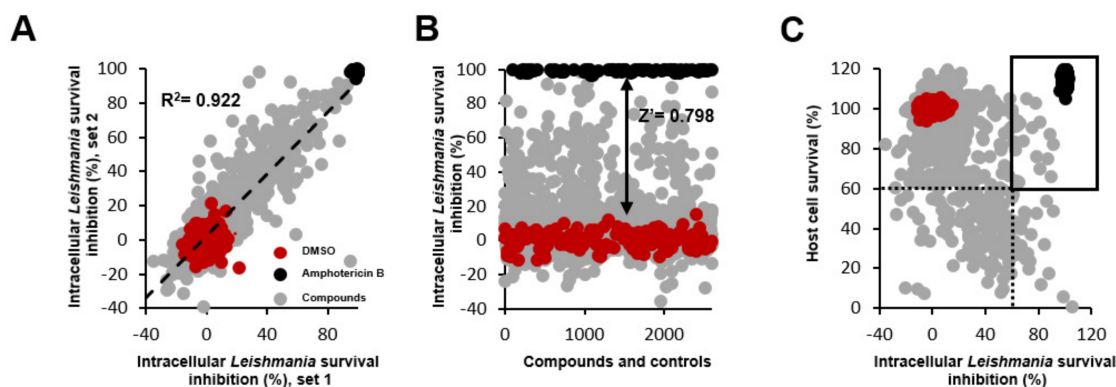 A
Intracellular Leishmania survival
inhibition (%), set 2
100
80
60
40
20
0
-20
-40
R²= 0.922
DMSO
Amphotericin B
Compounds
-40
0
40
80
Intracellular Leishmania survival
inhibition (%), set 1
B
Intracellular Leishmania survival
inhibition (%)
100
80
60
40
20
0
-20
-40
Z'= 0.798
0
1000
2000
Compounds and controls
C
Host cell survival (%)
120
100
80
60
40
20
0
-40
0
40
80
120
Intracellular Leishmania survival
inhibition (%)